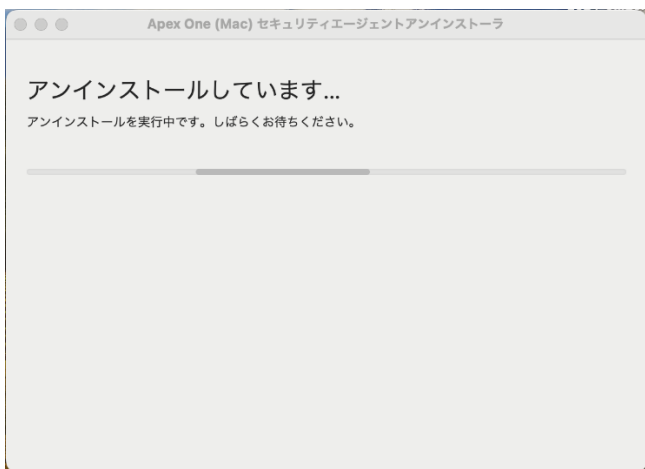 Apex One (Mac) セキュリティエージェントアンインストーラ
アンインストールしています...
アンインストールを実行中です。しばらくお待ちください。